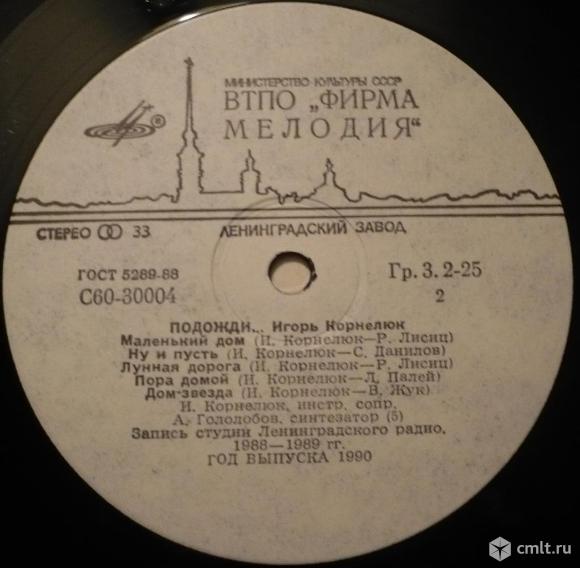 МИНИСТЕРСТВО КУЛЬТУРЫ СССР
ВТПО „ФИРМА
МЕЛОДИЯ“
®
СТЕРЕО 33
ЛЕНИНГРАДСКИЙ ЗАВОД
ГОСТ 5289-88
Гр. 3. 2-25
С60-30004
2
ПОДОЖДИ... Игорь Корнелюк
Маленький дом (И. Корнелюк—Р. Лисиц)
Ну и пусть (И. Корнелюк—С. Данилов)
Лунная дорога (И. Корнелюк—Р. Лисиц)
Пора домой (И. Корнелюк—Л. Палей)
Дом-звезда (И. Корнелюк—В. Жук)
И. Корнелюк, инстр. сопр.
А. Гололобов, синтезатор (5)
Запись студии Ленинградского радио,
1988—1989 гг.
ГОД ВЫПУСКА 1990
cmlt.ru